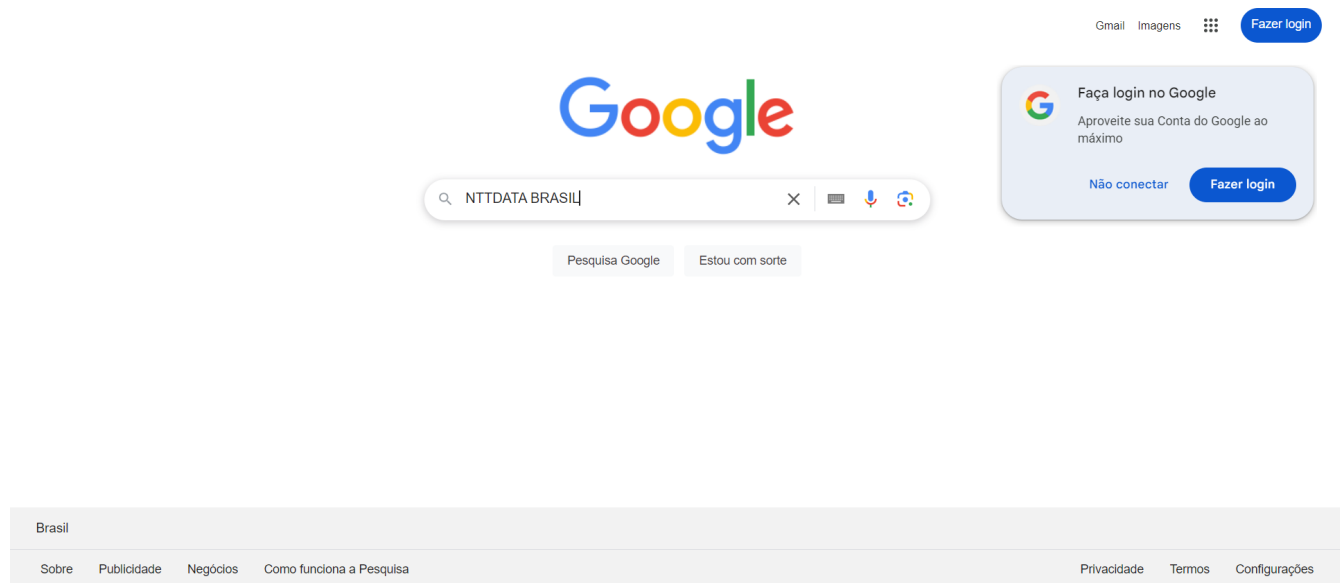 Gmail Imagens Fazer login
Google
Faça login no Google
Aproveite sua Conta do Google ao
máximo
Não conectar Fazer login
NTTDATA BRASIL
Pesquisa Google Estou com sorte
Brasil
Sobre Publicidade Negócios Como funciona a Pesquisa Privacidade Termos Configurações